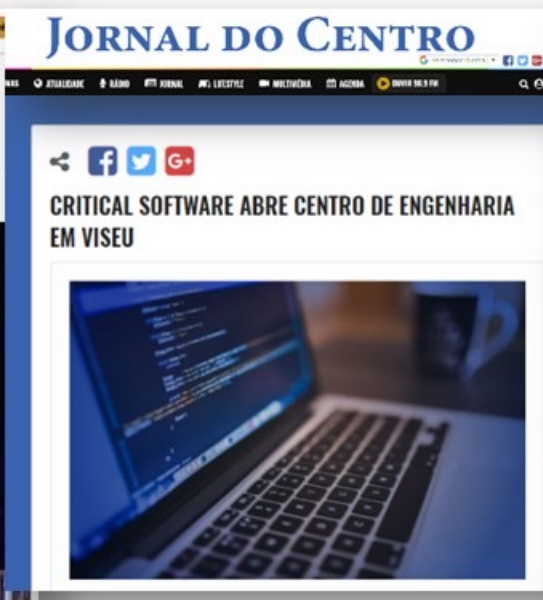 JORNAL DO CENTRO
ATUALIDADE RÁDIO JORNAL LIFESTYLE MULTIMÉDIA AGENDA OUVIR 98.9 FM
G+
CRITICAL SOFTWARE ABRE CENTRO DE ENGENHARIA
EM VISEU